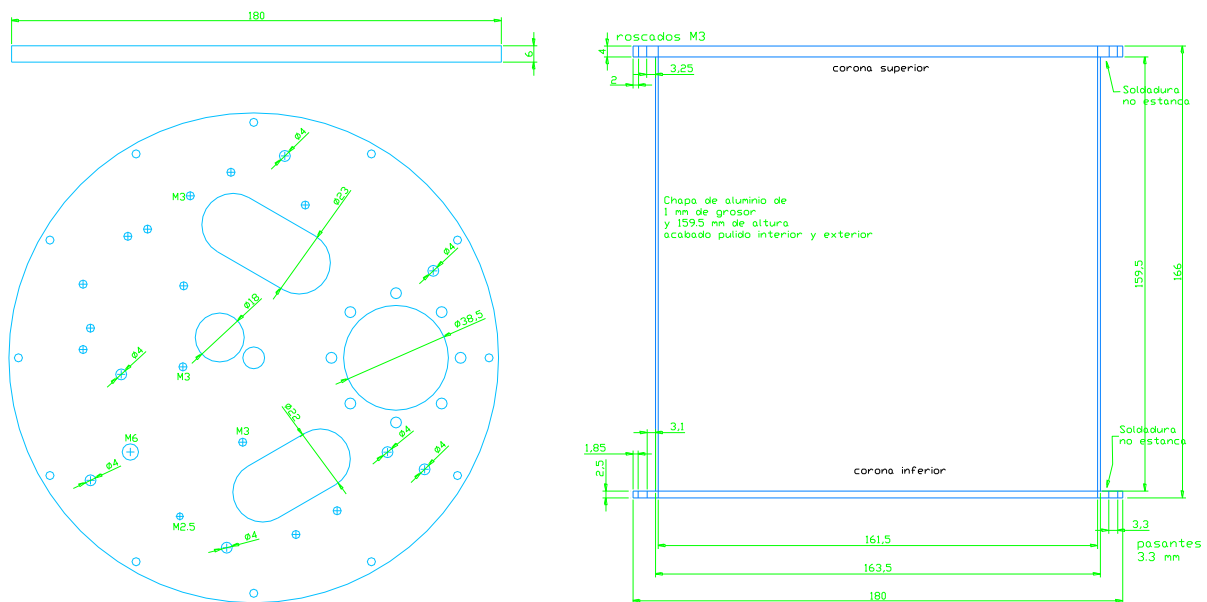 180
6
ø4
M3
ø23
ø4
ø18
ø38,5
ø4
M3
ø22
M3
M6
ø4
ø4
ø4
M2.5
ø4
roscados M3
4
3,25
2
corona superior
Soldadura
no estanca
Chapa de aluminio de
1 mm de grosor
y 159.5 mm de altura
acabado pulido interior y exterior
159,5
166
3,1
1,85
2,5
Soldadura
no estanca
corona inferior
3,3
161,5
pasantes
3.3 mm
163,5
180